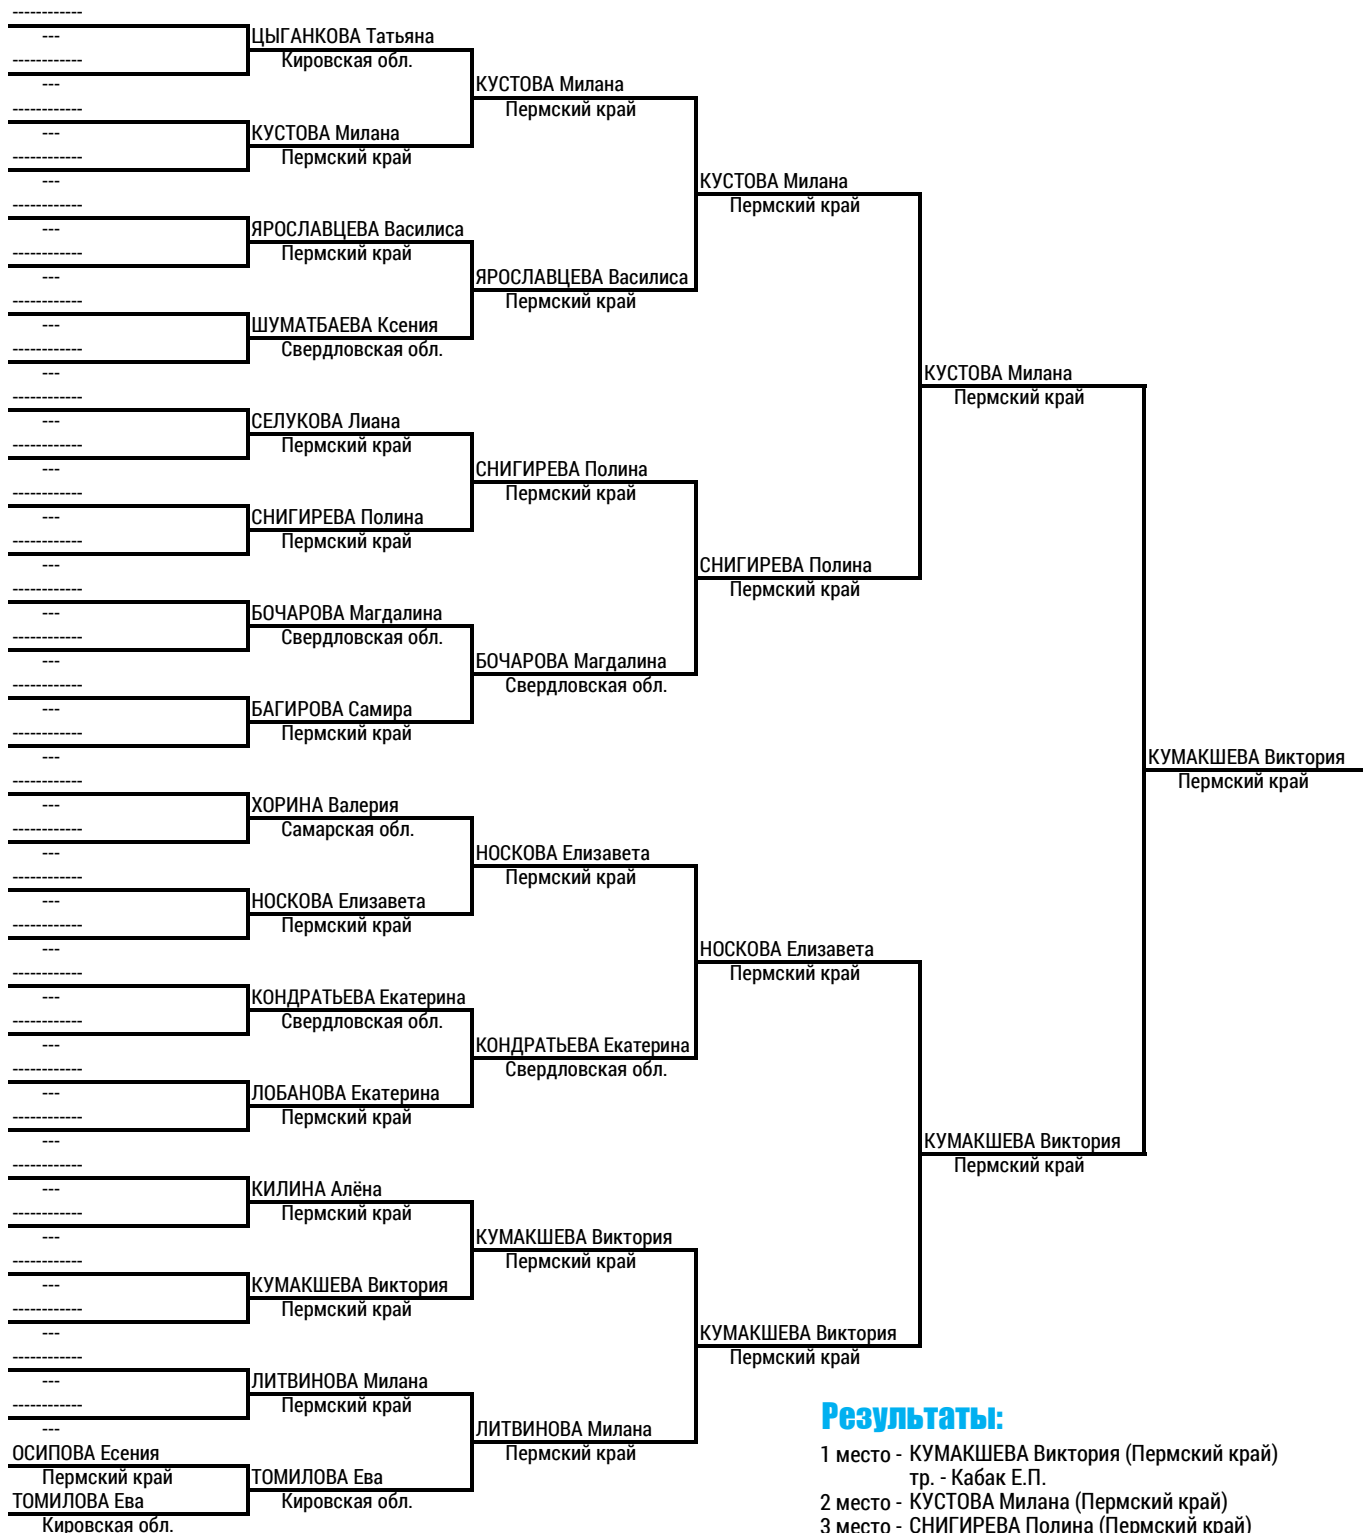 ------------
---
------------
---
------------
---
------------
---
------------
---
------------
---
------------
---
------------
---
------------
---
------------
---
------------
---
------------
---
------------
---
------------
---
------------
---
------------
---
------------
---
------------
---
------------
---
------------
---
------------
---
------------
---
------------
---
------------
---
------------
---
------------
---
------------
---
------------
---
------------
---
------------
---
ОСИПОВА Есения
Пермский край
ТОМИЛОВА Ева
Кировская обл.
ЦЫГАНКОВА Татьяна
Кировская обл.
КУСТОВА Милана
Пермский край
ЯРОСЛАВЦЕВА Василиса
Пермский край
ШУМАТБАЕВА Ксения
Свердловская обл.
СЕЛУКОВА Лиана
Пермский край
СНИГИРЕВА Полина
Пермский край
БОЧАРОВА Магдалина
Свердловская обл.
БАГИРОВА Самира
Пермский край
ХОРИНА Валерия
Самарская обл.
НОСКОВА Елизавета
Пермский край
КОНДРАТЬЕВА Екатерина
Свердловская обл.
ЛОБАНОВА Екатерина
Пермский край
КИЛИНА Алёна
Пермский край
КУМАКШЕВА Виктория
Пермский край
ЛИТВИНОВА Милана
Пермский край
ТОМИЛОВА Ева
Кировская обл.
КУСТОВА Милана
Пермский край
ЯРОСЛАВЦЕВА Василиса
Пермский край
СНИГИРЕВА Полина
Пермский край
БОЧАРОВА Магдалина
Свердловская обл.
НОСКОВА Елизавета
Пермский край
КОНДРАТЬЕВА Екатерина
Свердловская обл.
КУМАКШЕВА Виктория
Пермский край
ЛИТВИНОВА Милана
Пермский край
КУСТОВА Милана
Пермский край
СНИГИРЕВА Полина
Пермский край
НОСКОВА Елизавета
Пермский край
КУМАКШЕВА Виктория
Пермский край
КУСТОВА Милана
Пермский край
КУМАКШЕВА Виктория
Пермский край
КУМАКШЕВА Виктория
Пермский край
Результаты:
1 место - КУМАКШЕВА Виктория (Пермский край)
тр. - Кабак Е.П.
2 место - КУСТОВА Милана (Пермский край)
3 место - СНИГИРЕВА Полина (Пермский край)